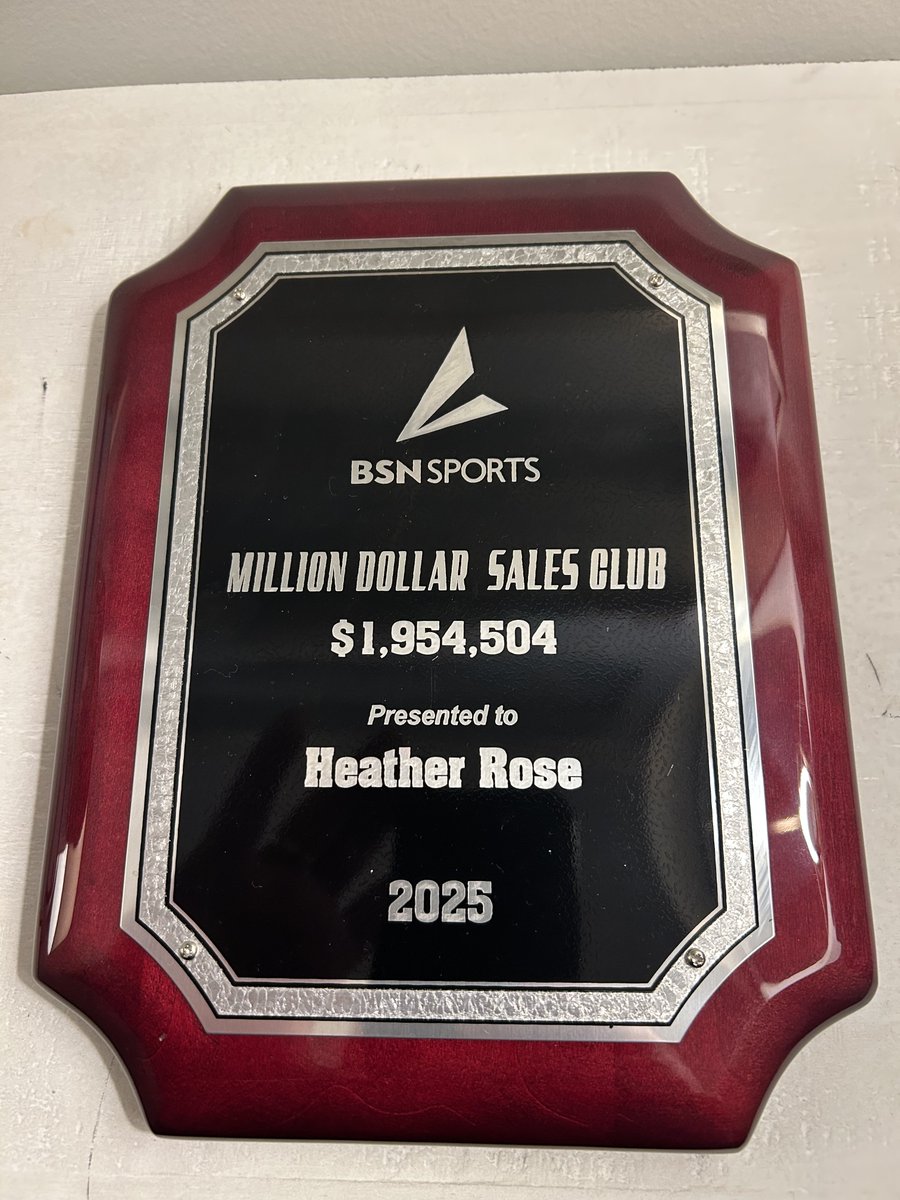 BSN SPORTS
MILLION DOLLAR SALES CLUB
$1,954,504
Presented to
Heather Rose
2025